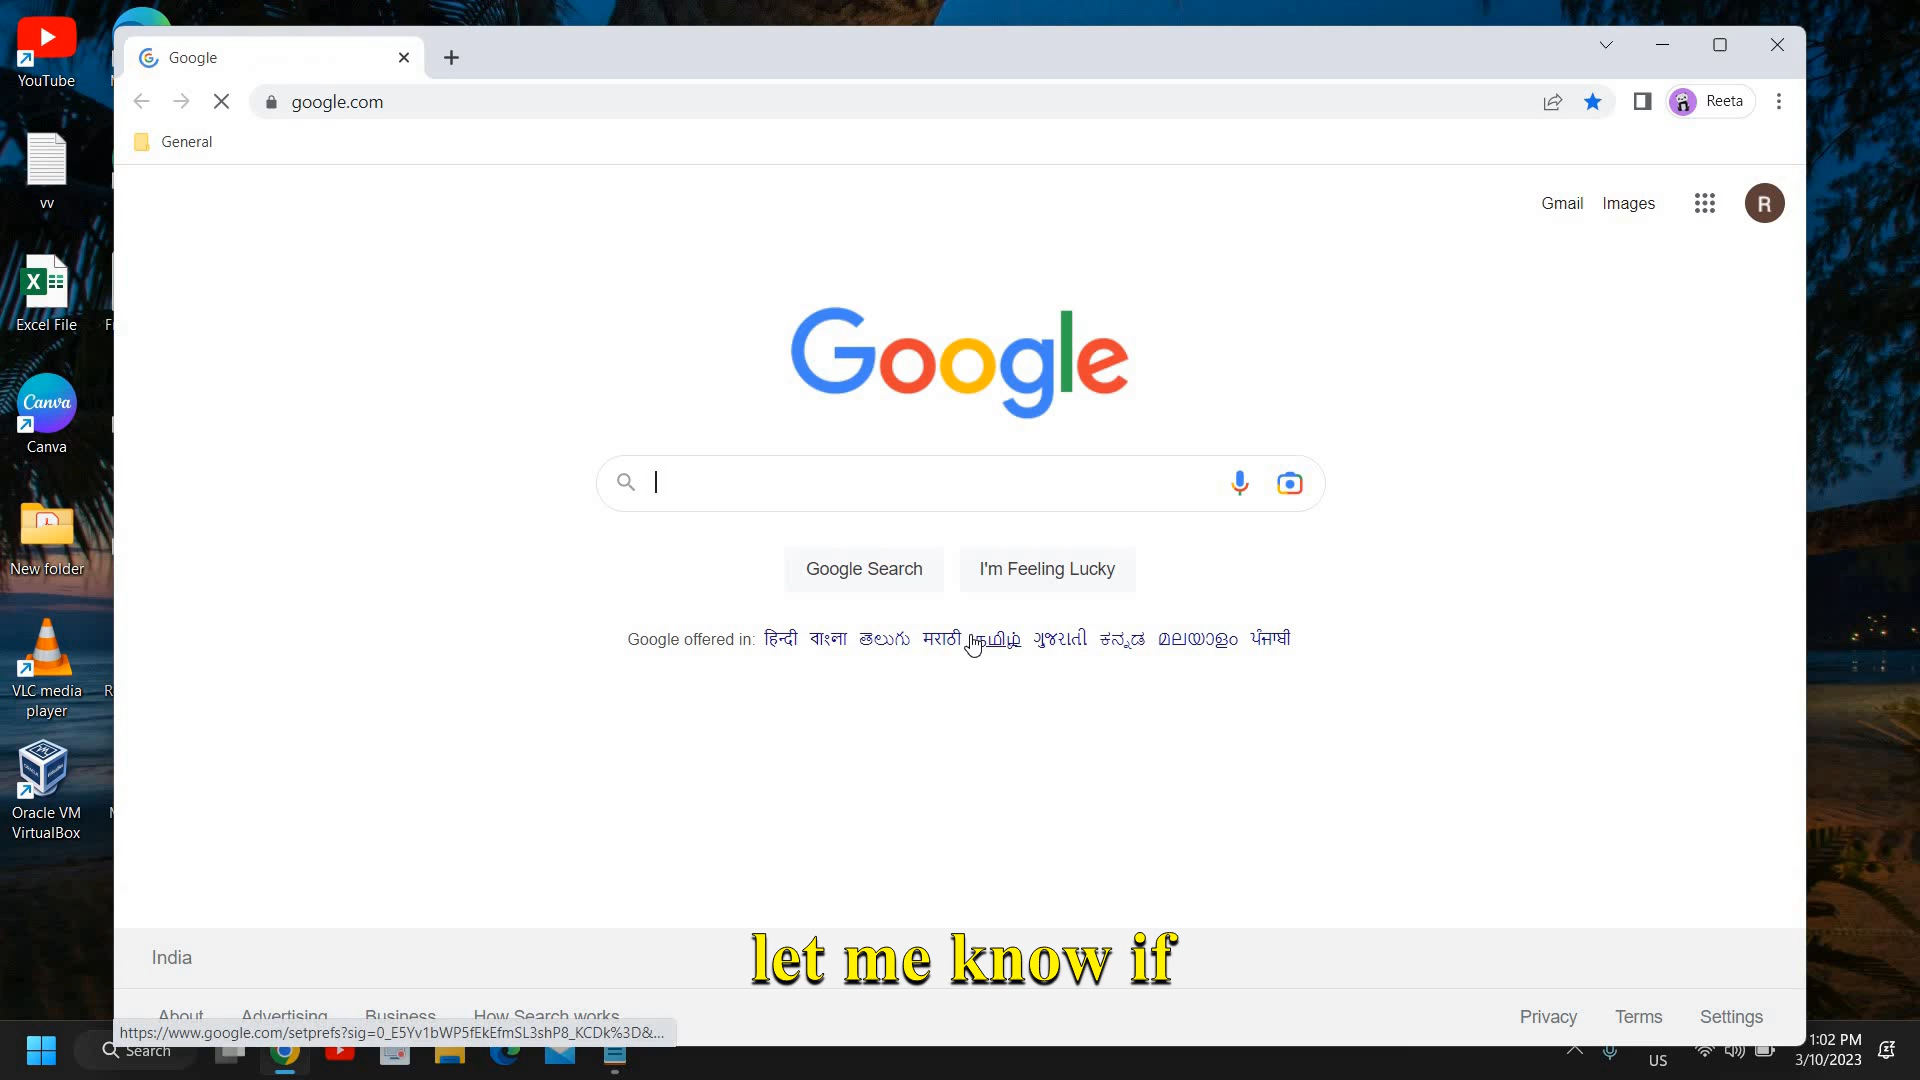 YouTube
vv
Excel File
Canva
Canva
New folder
VLC media
player
Oracle VM
VirtualBox
Google
google.com
Reeta
General
Gmail Images
R
Google
Google Search I'm Feeling Lucky
Google offered in: हिन्दी বাংলা తెలుగు मराठी தமிழ் ગુજરાતી ಕನ್ನಡ മലയാളം ਪੰਜਾਬੀ
India
let me know if
About Advertising Business How Search works
Privacy Terms Settings
https://www.google.com/setprefs?sig=0_E5Yv1bWP5fEkEfmSL3shP8_KCDk%3D&...
Search
US
1:02 PM
3/10/2023